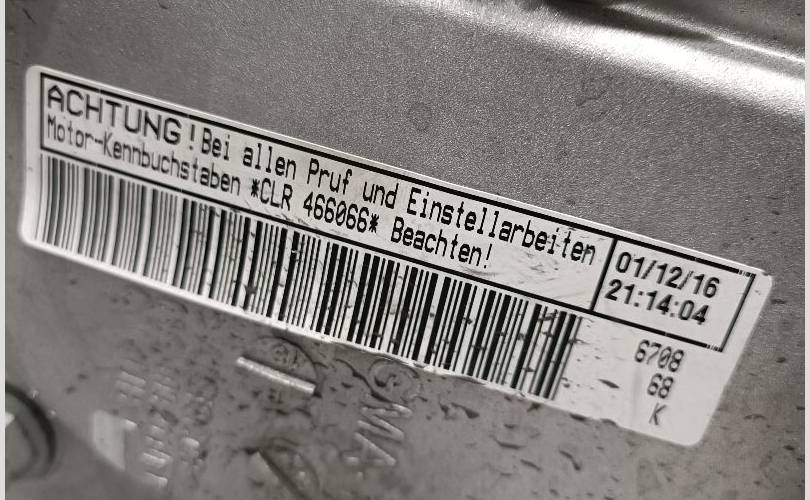 ACHTUNG! Bei allen Pruf und Einstellarbeiten
Motor-Kennbuchstaben *CLR 466066* Beachten!
01/12/16
21:14:04
6708
68
K
MA